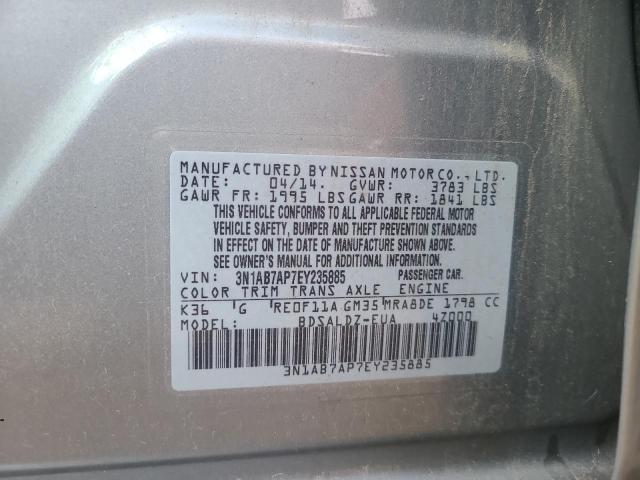 MANUFACTURED BY NISSAN MOTOR CO., LTD.
DATE: 04/14. GVWR: 3783 LBS
GAWR FR: 1995 LBS GAWR RR: 1841 LBS
THIS VEHICLE CONFORMS TO ALL APPLICABLE FEDERAL MOTOR
VEHICLE SAFETY, BUMPER AND THEFT PREVENTION STANDARDS
IN EFFECT ON THE DATE OF MANUFACTURE SHOWN ABOVE.
SEE OWNER'S MANUAL FOR ADDITIONAL INFORMATION.
VIN: 3N1AB7AP7EY235885 PASSENGER CAR.
COLOR TRIM TRANS AXLE ENGINE
K36 G RE0F11A GM35 MRA8DE 1798 CC
MODEL: BDSALDZ-EUA 4Z000
3N1AB7AP7EY235885